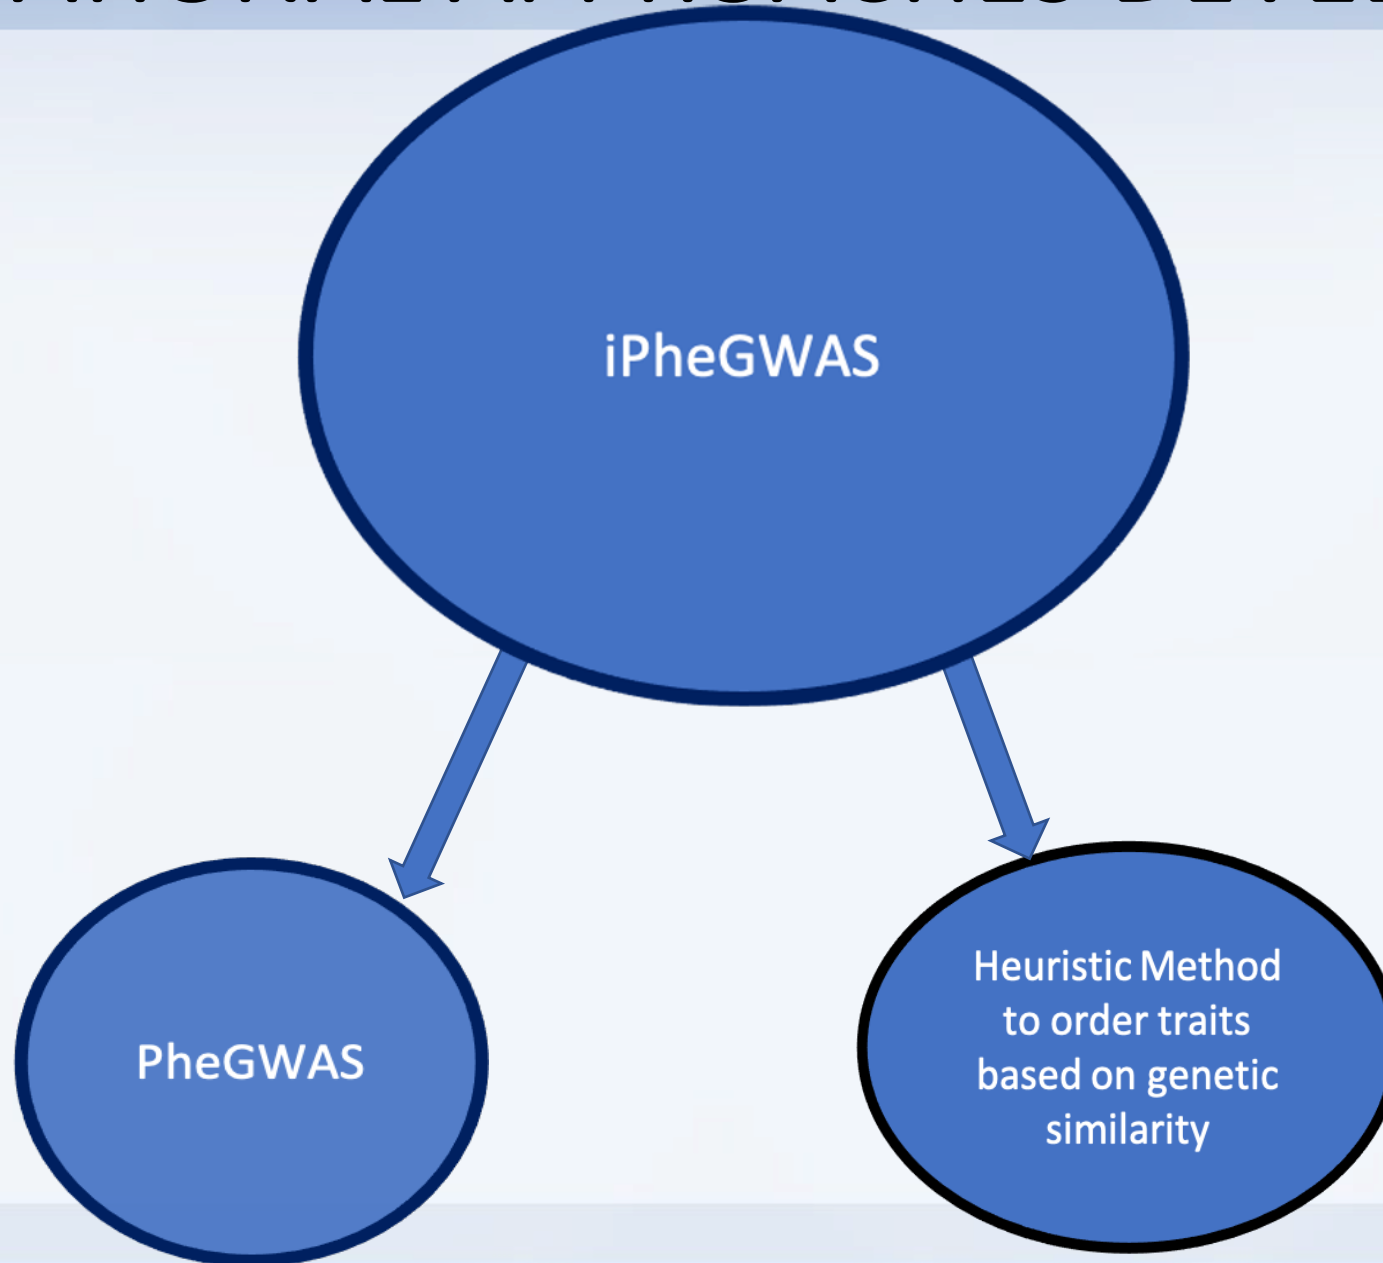 iPheGWAS
PheGWAS
Heuristic Method
to order traits
based on genetic
similarity